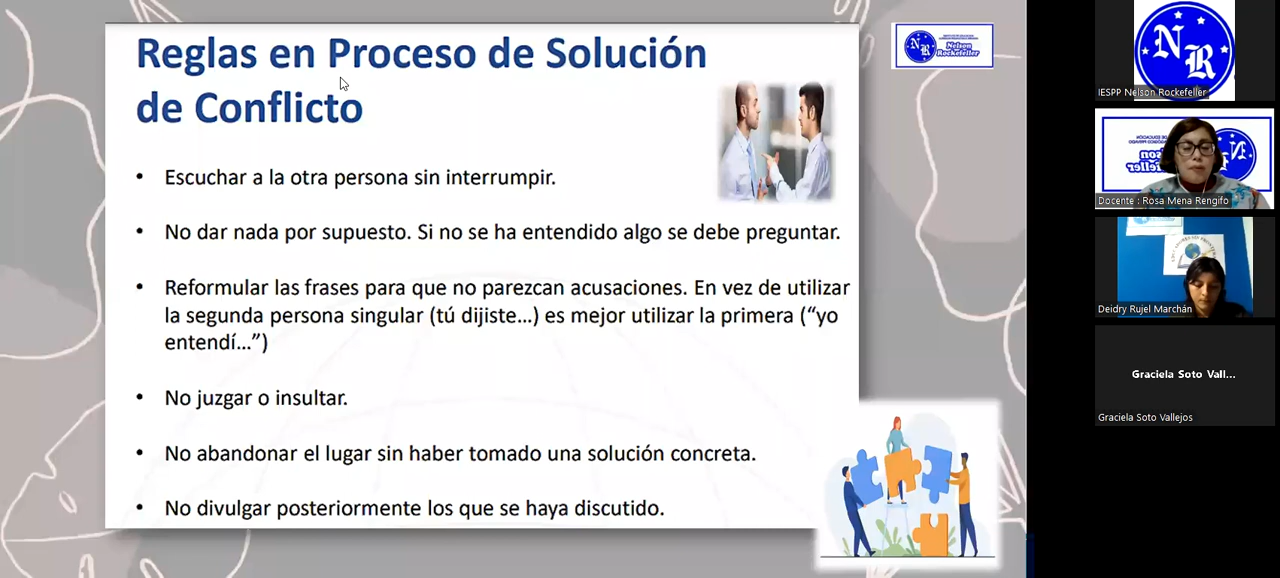 Reglas en Proceso de Solución
de Conflicto
• Escuchar a la otra persona sin interrumpir.
• No dar nada por supuesto. Si no se ha entendido algo se debe preguntar.
• Reformular las frases para que no parezcan acusaciones. En vez de utilizar
la segunda persona singular (tú dijiste...) es mejor utilizar la primera (“yo
entendí...”)
• No juzgar o insultar.
• No abandonar el lugar sin haber tomado una solución concreta.
• No divulgar posteriormente los que se haya discutido.
NR
Nelson
Rockefeller
NR
IESPP Nelson Rockefeller
Docente : Rosa Mena Rengifo
Deidry Rujel Marchán
Graciela Soto Vall...
Graciela Soto Vallejos